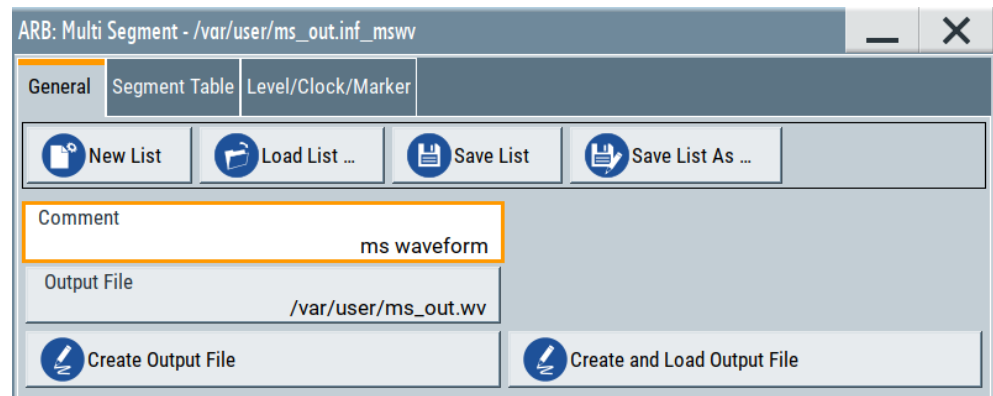 ARB: Multi Segment - /var/user/ms_out.inf_mswv
General Segment Table Level/Clock/Marker
New List Load List ... Save List Save List As ...
Comment
ms waveform
Output File
/var/user/ms_out.wv
Create Output File Create and Load Output File